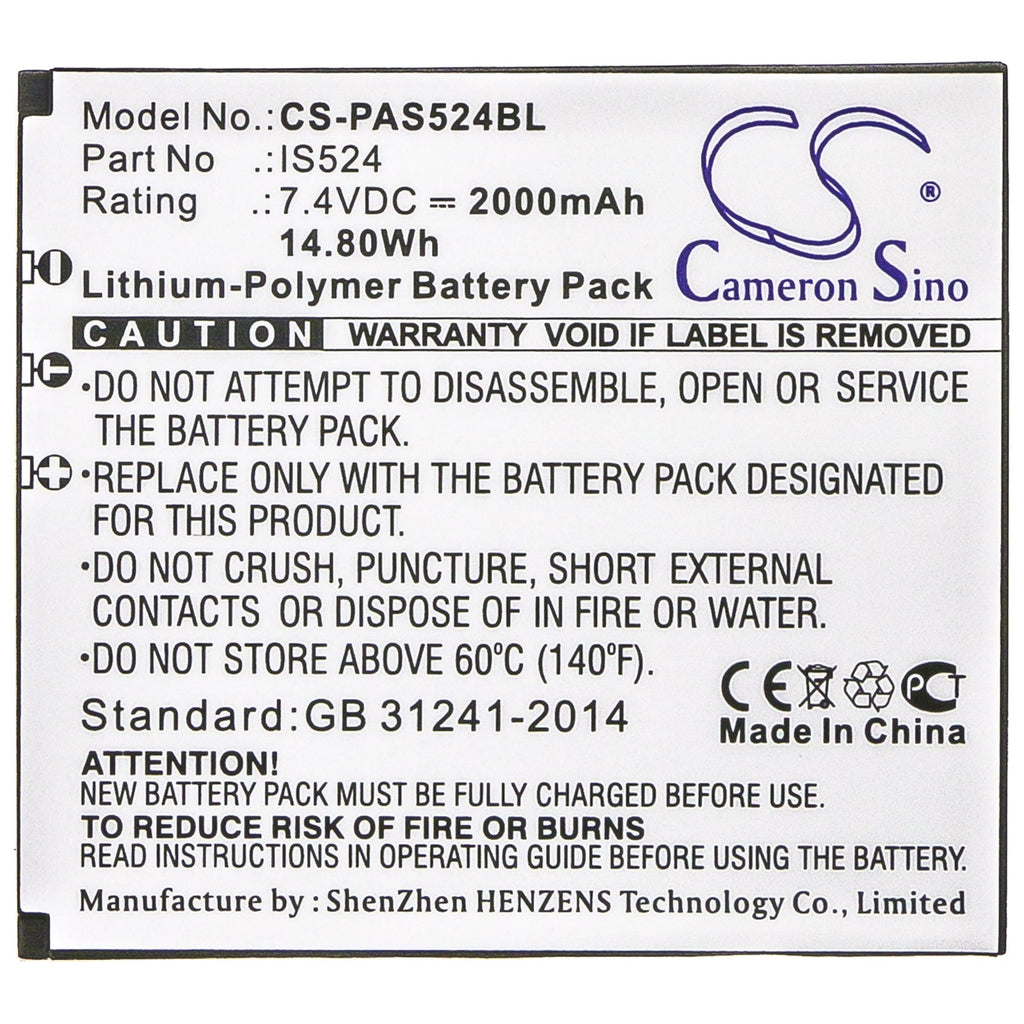 Model No.:CS-PAS524BL
Part No .:IS524
Rating .:7.4VDC ⎓ 2000mAh
14.80Wh
Lithium-Polymer Battery Pack
CS ®
Cameron Sino
CAUTION WARRANTY VOID IF LABEL IS REMOVED
·DO NOT ATTEMPT TO DISASSEMBLE, OPEN OR SERVICE
THE BATTERY PACK.
·REPLACE ONLY WITH THE BATTERY PACK DESIGNATED
FOR THIS PRODUCT.
·DO NOT CRUSH, PUNCTURE, SHORT EXTERNAL
CONTACTS OR DISPOSE OF IN FIRE OR WATER.
·DO NOT STORE ABOVE 60°C (140°F).
CE PCT
Standard:GB 31241-2014
Made In China
ATTENTION!
NEW BATTERY PACK MUST BE FULLY CHARGED BEFORE USE.
TO REDUCE RISK OF FIRE OR BURNS
READ INSTRUCTIONS IN OPERATING GUIDE BEFORE USING THE BATTERY.
Manufacture by : ShenZhen HENZENS Technology Co., Limited